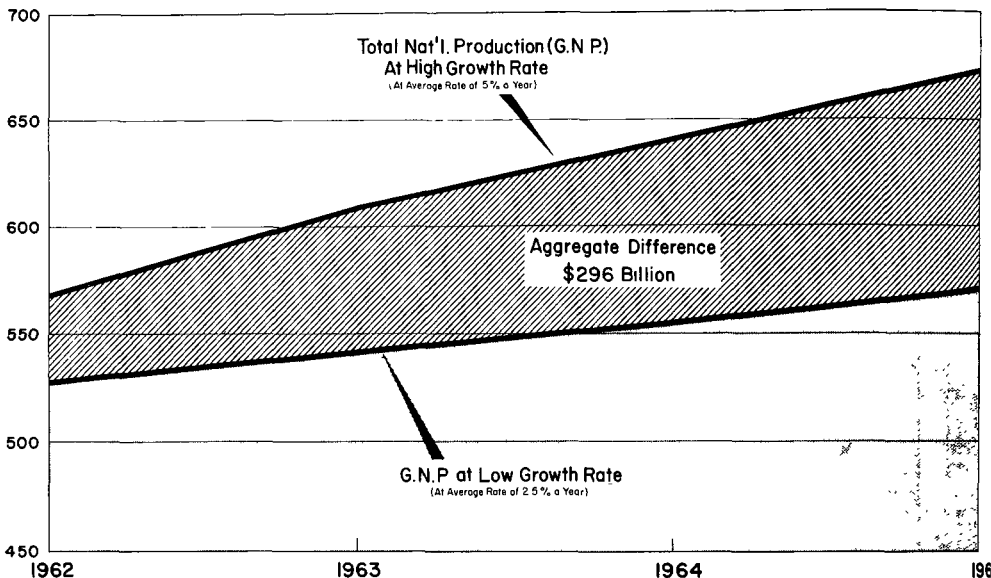 700
Total Nat'l. Production (G.N P.)
At High Growth Rate
(At Average Rate of 5% a Year)
650
600
Aggregate Difference
$296 Billion
550
500
G.N.P at Low Growth Rate
(At Average Rate of 2.5% a Year)
450
1962 1963 1964